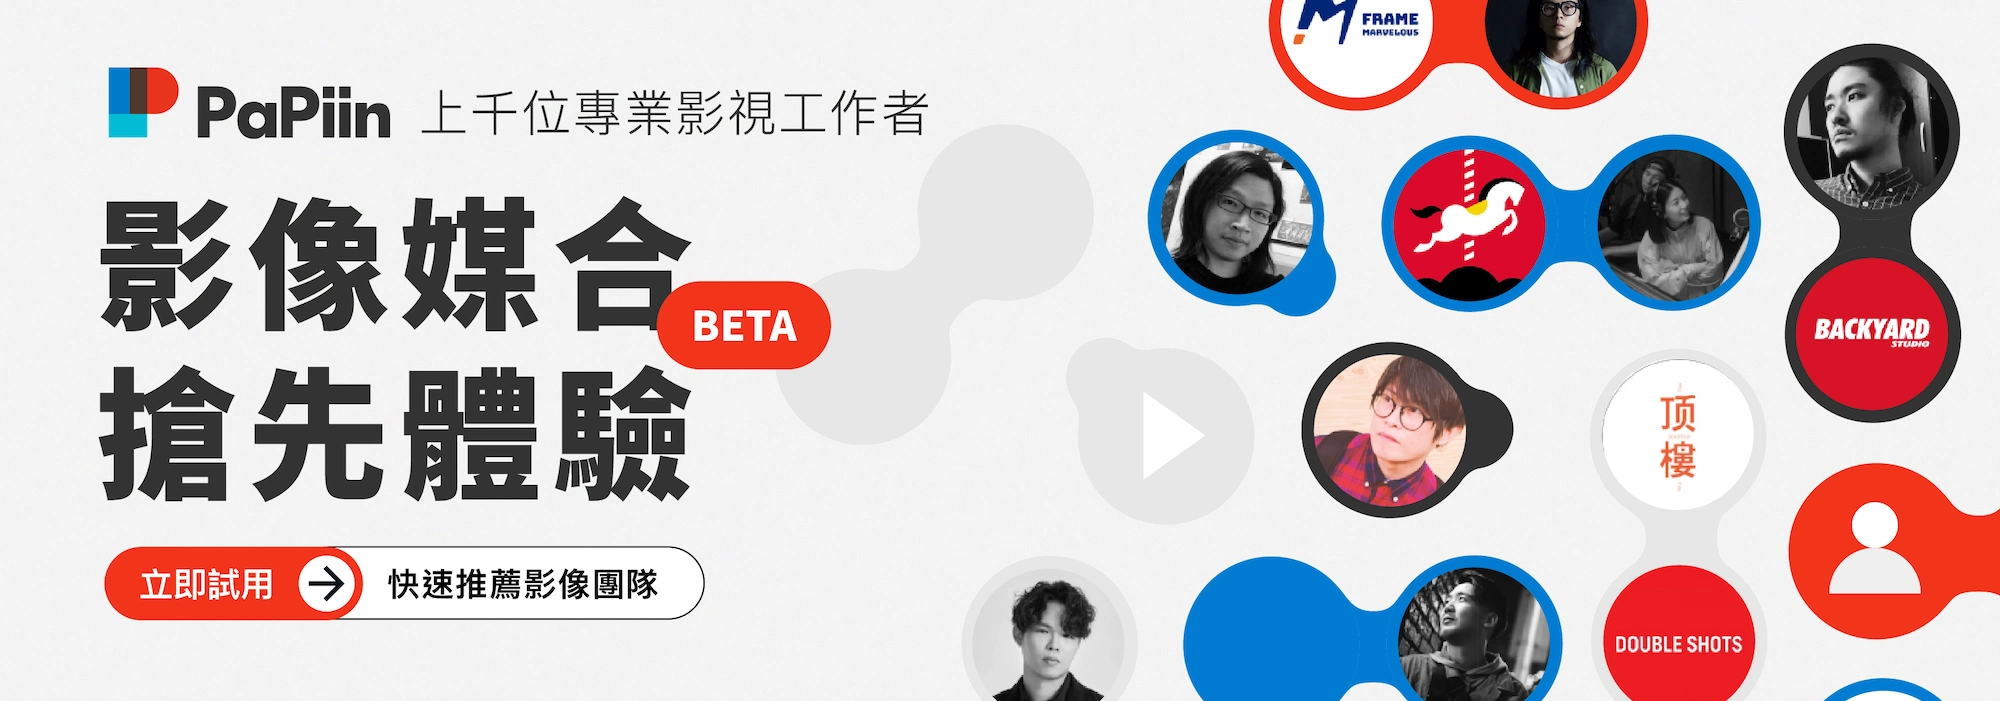 PaPiin 上千位專業影視工作者
影像媒合
BETA
搶先體驗
立即試用 快速推薦影像團隊
FRAME
MARVELOUS
BACKYARD
STUDIO
顶
樓
DOUBLE SHOTS